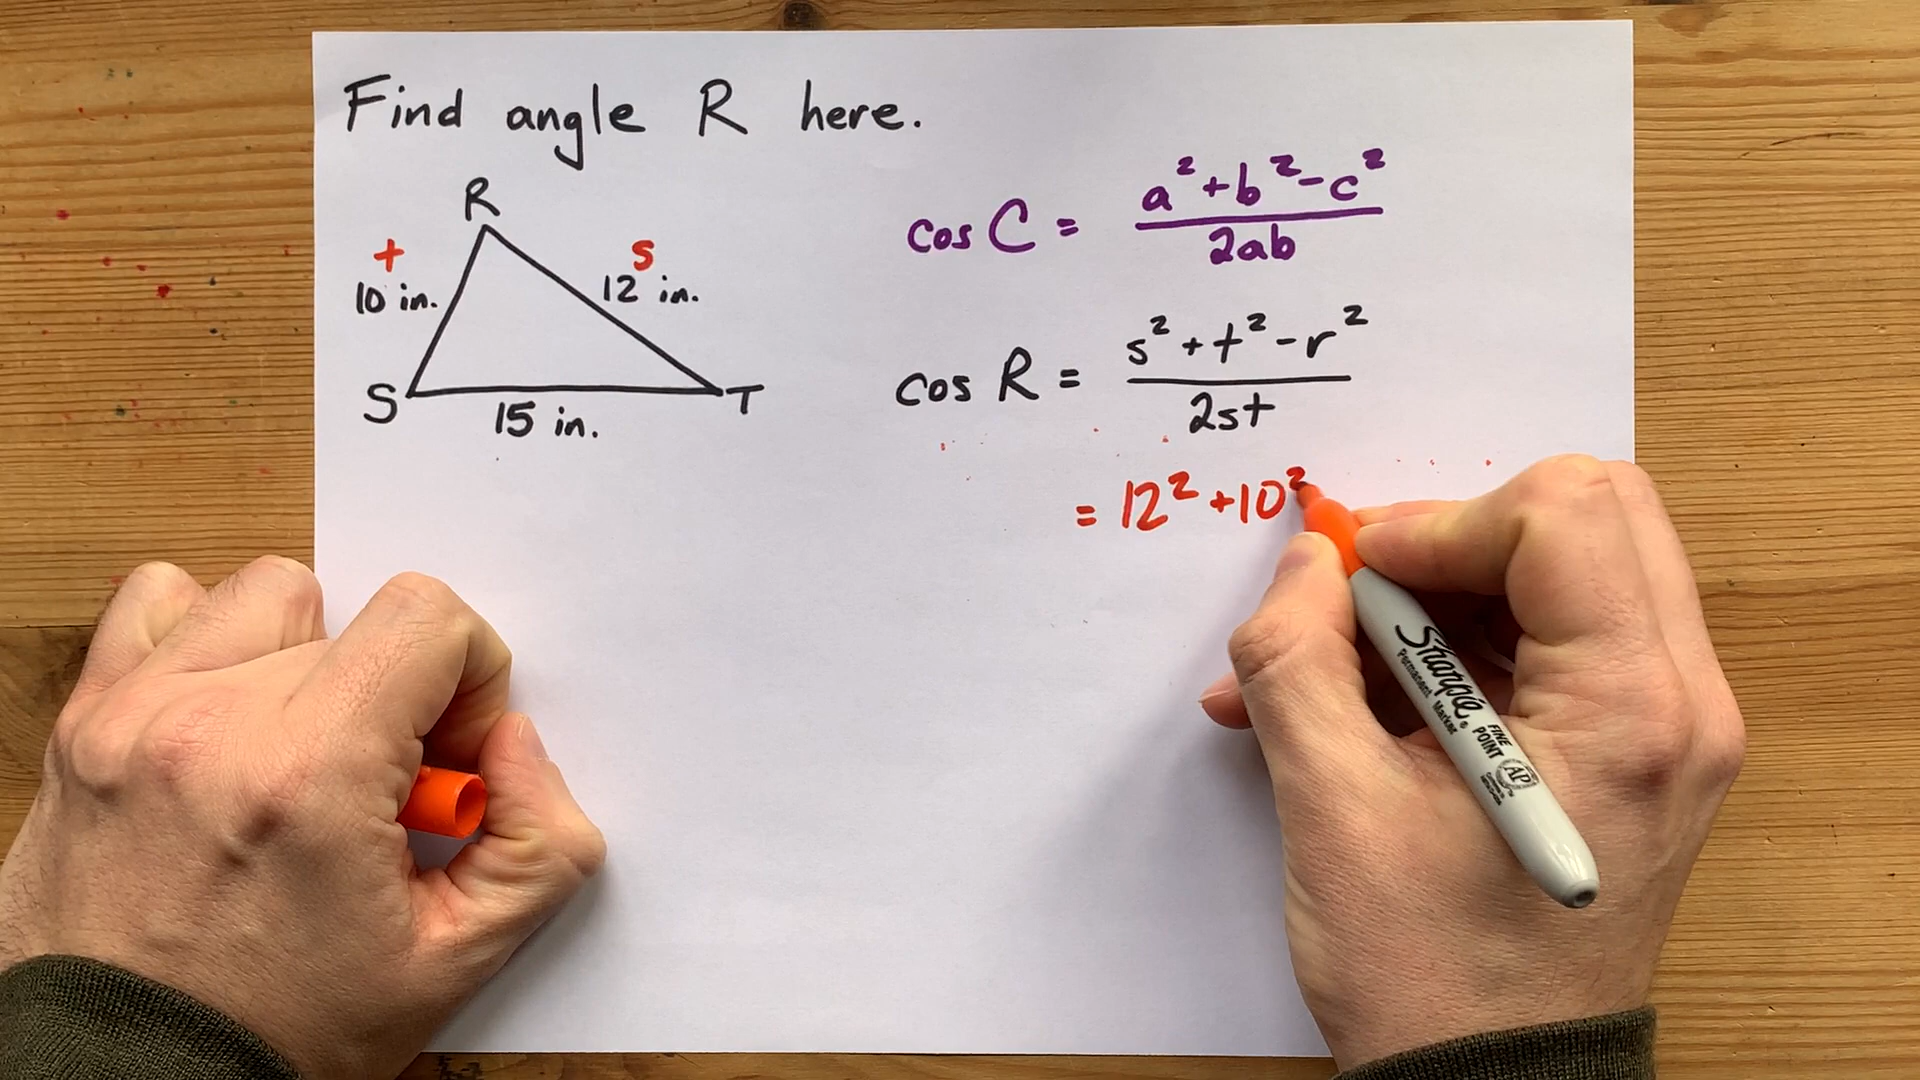 Find angle R here.
R
t
10 in.
s
12 in.
S
T
15 in.
cos C = a²+b²-c² / 2ab
cos R = s²+t²-r² / 2st
= 12² +10²
Sharpie.
Permanent Marker
FINE
POINT
AP